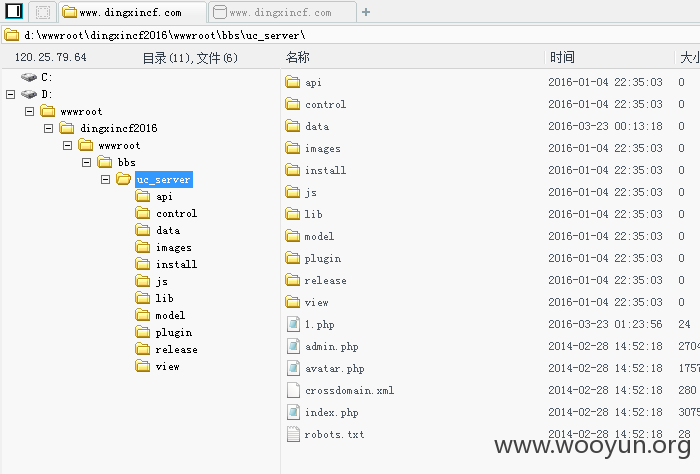 www.dingxincf.com www.dingxincf.com
d:\wwwroot\dingxincf2016\wwwroot\bbs\uc_server\
120.25.79.64 目录(11),文件(6) 名称 时间 大小
C:
D:
wwwroot
dingxincf2016
wwwroot
bbs
uc_server
api
control
data
images
install
js
lib
model
plugin
release
view
api 2016-01-04 22:35:03 0
control 2016-01-04 22:35:03 0
data 2016-03-23 00:13:18 0
images 2016-01-04 22:35:03 0
install 2016-01-04 22:35:03 0
js 2016-01-04 22:35:03 0
lib 2016-01-04 22:35:03 0
model 2016-01-04 22:35:03 0
plugin 2016-01-04 22:35:03 0
release 2016-01-04 22:35:03 0
view 2016-01-04 22:35:03 0
1.php 2016-03-23 01:23:56 24
admin.php 2014-02-28 14:52:18 2704
avatar.php 2014-02-28 14:52:18 1757
crossdomain.xml 2014-02-28 14:52:18 280
index.php 2014-02-28 14:52:18 3075
robots.txt 2014-02-28 14:52:18 28
www.wooyun.org